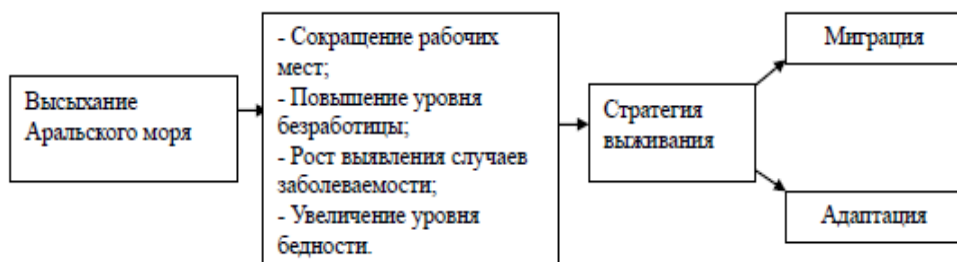 Высыхание
Аральского моря
- Сокращение рабочих
мест;
- Повышение уровня
безработицы;
- Рост выявления случаев
заболеваемости;
- Увеличение уровня
бедности.
Стратегия
выживания
Миграция
Адаптация